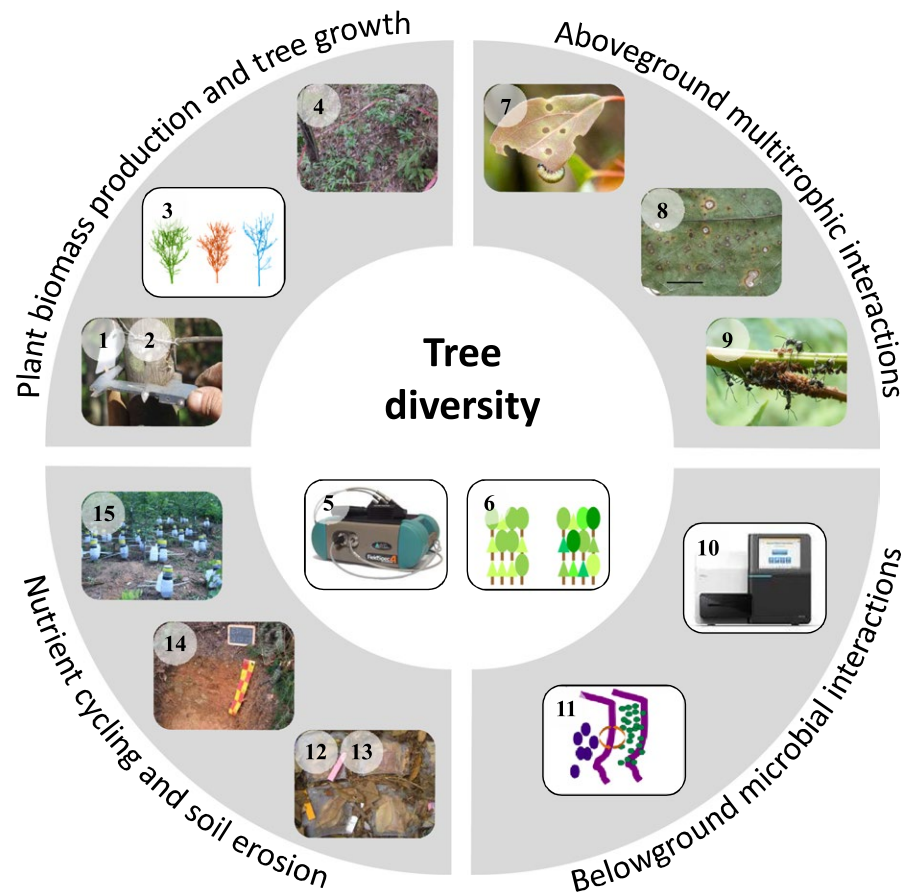 Plant biomass production and tree growth
Aboveground multitrophic interactions
4
7
3
8
1
2
9
Tree
diversity
15
5
6
10
14
11
12
13
Nutrient cycling and soil erosion
Belowground microbial interactions